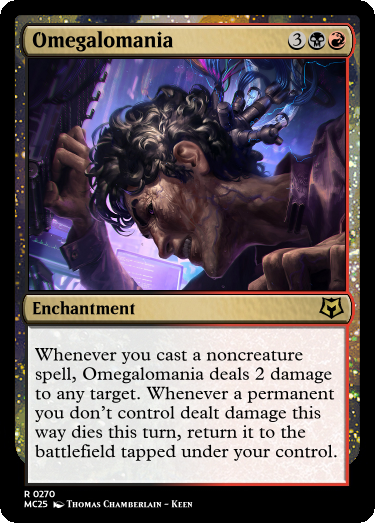 Omegalomania 3
Enchantment
Whenever you cast a noncreature
spell, Omegalomania deals 2 damage
to any target. Whenever a permanent
you don't control dealt damage this
way dies this turn, return it to the
battlefield tapped under your control.
R 0270
MC25 Thomas Chamberlain – Keen